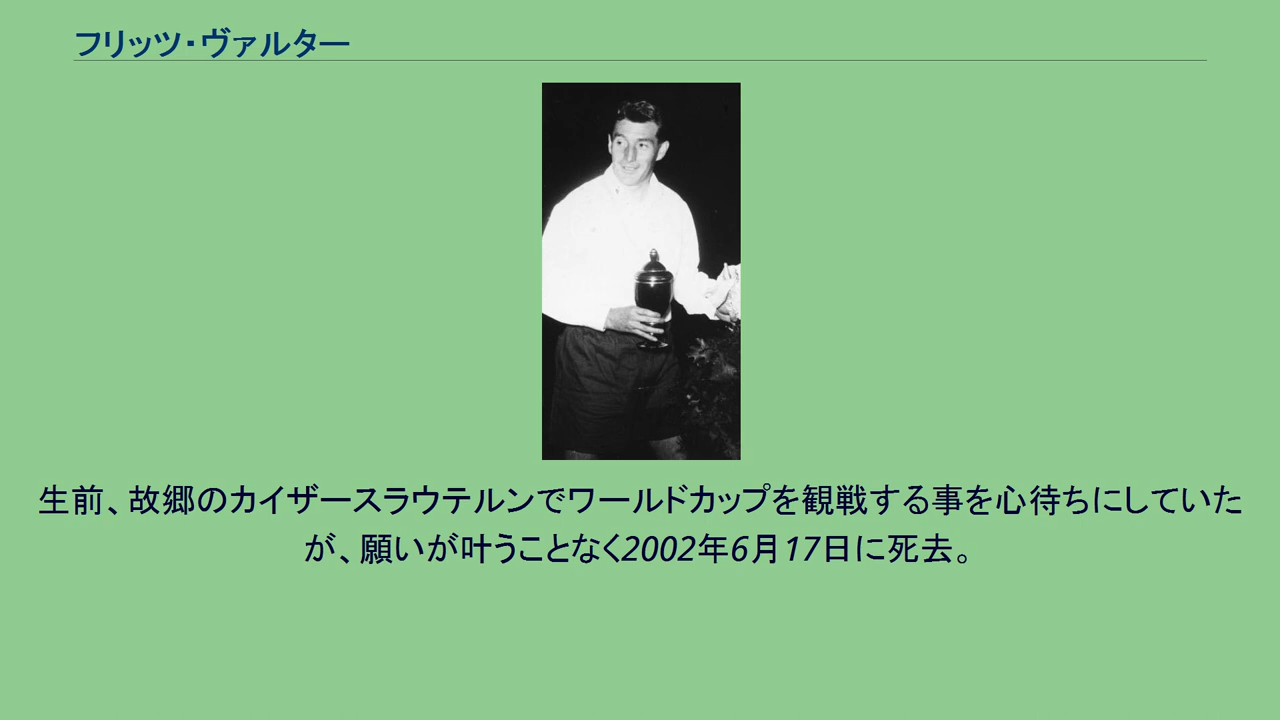 フリッツ・ヴァルター
生前、故郷のカイザースラウテルンでワールドカップを観戦する事を心待ちにしていた
が、願いが叶うことなく2002年6月17日に死去。